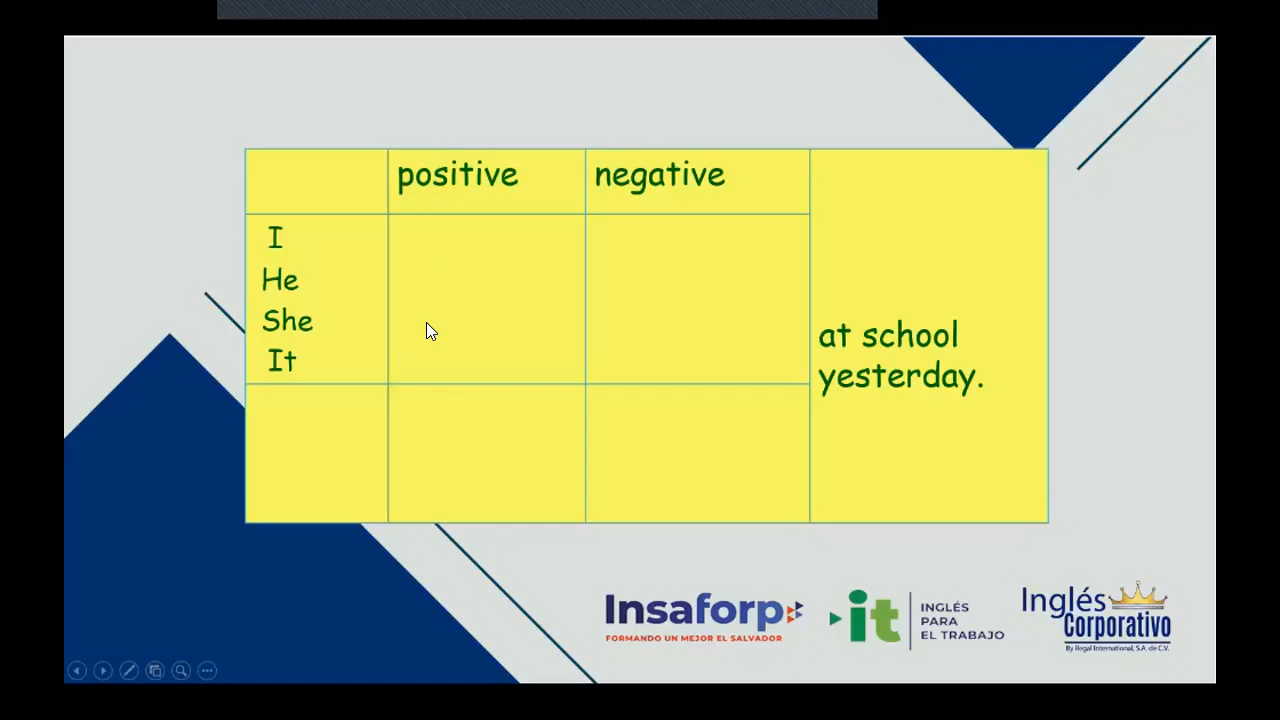 positive
negative
I
He
She
It
at school
yesterday.
Insaforp
FORMANDO UN MEJOR EL SALVADOR
it
INGLÉS
PARA
EL TRABAJO
Inglés
Corporativo
By Regal International, S.A. de C.V.